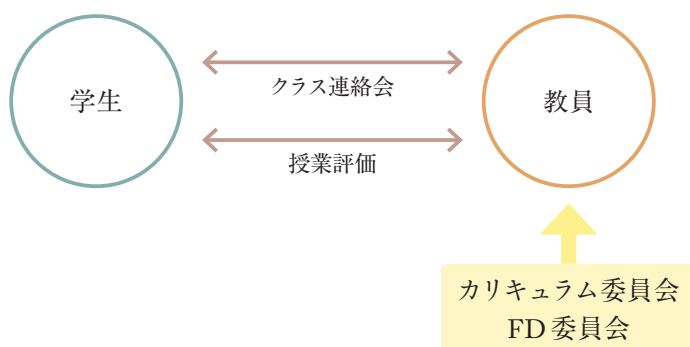 学生
クラス連絡会
教員
授業評価
カリキュラム委員会
FD委員会